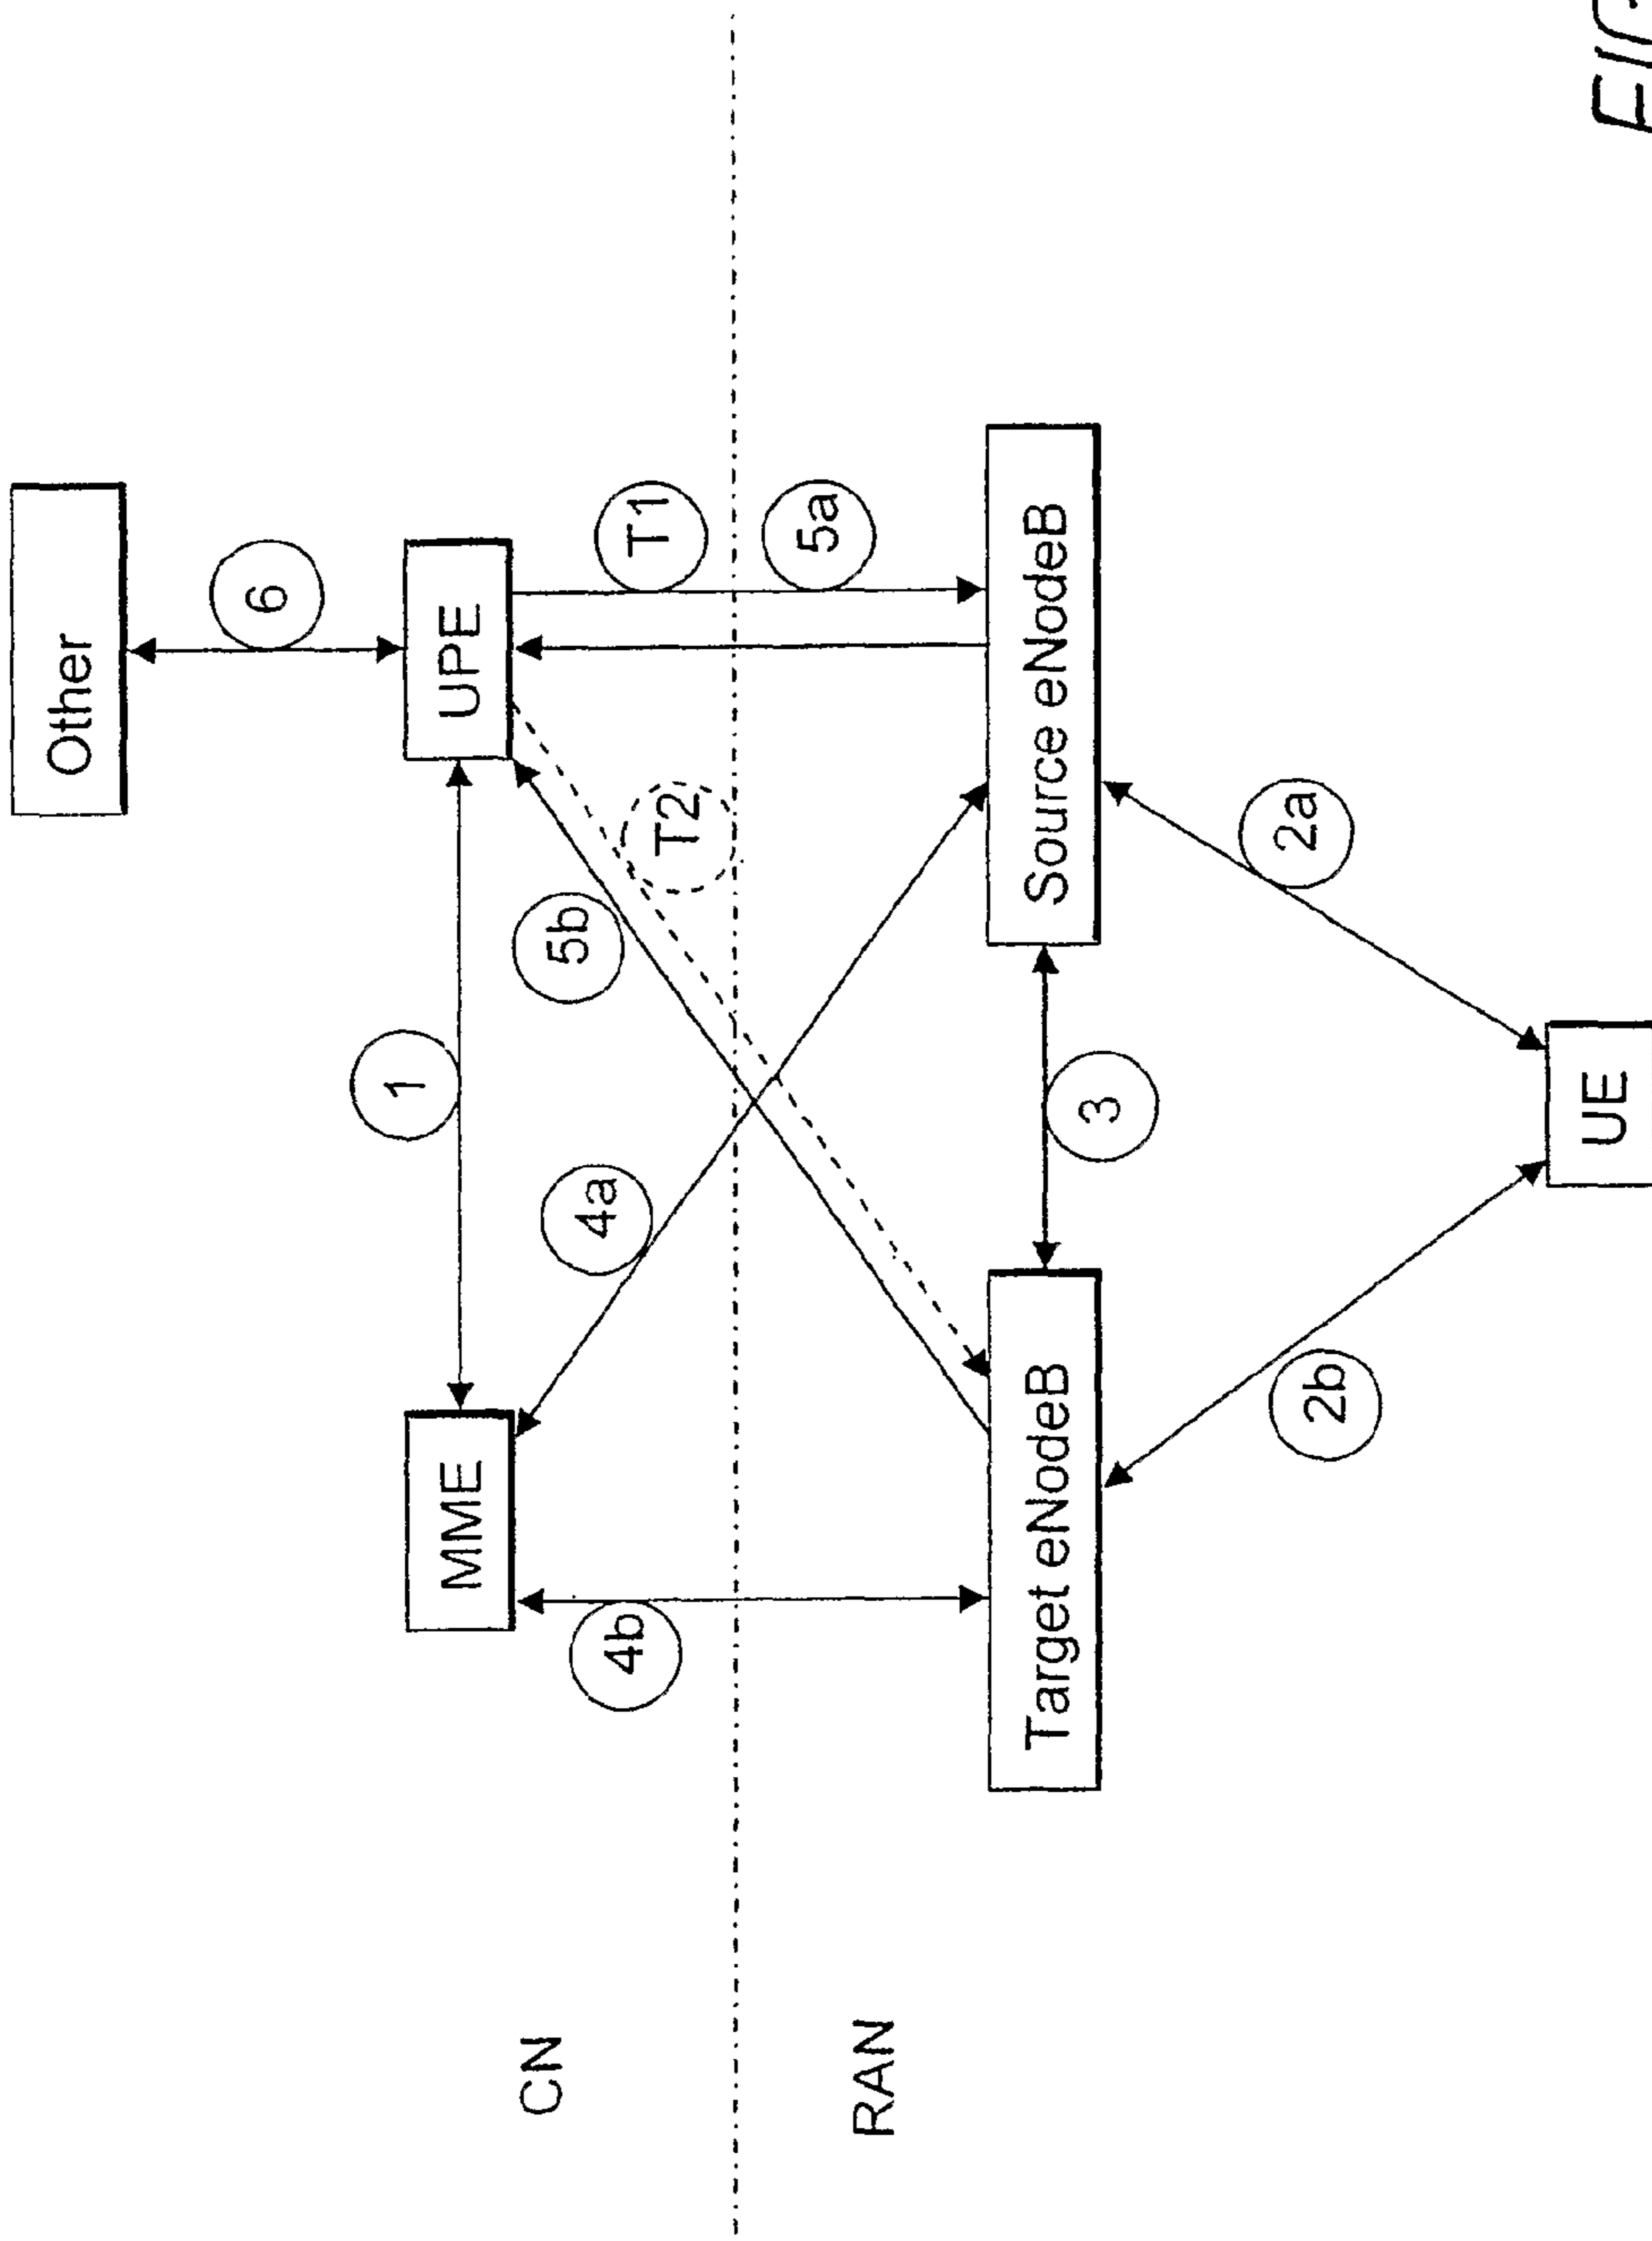 Other
6
MME
1
UPE
4b
4a
5b
T2
T1
CN
5a
RAN
Target eNodeB
3
Source eNodeB
2b
2a
UE